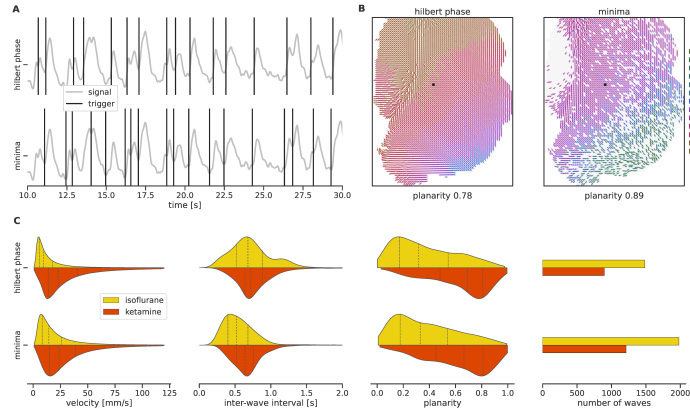 A
hilbert phase
signal
trigger
minima
10.0 12.5 15.0 17.5 20.0 22.5 25.0 27.5 30.0
time [s]
B
hilbert phase
minima
planarity 0.78
planarity 0.89
C
hilbert phase
isoflurane
ketamine
minima
0 25 50 75 100 125
velocity [mm/s]
0.0 0.5 1.0 1.5 2.0
inter-wave interval [s]
0.0 0.2 0.4 0.6 0.8 1.0
planarity
0 500 1000 1500 2000
number of waves